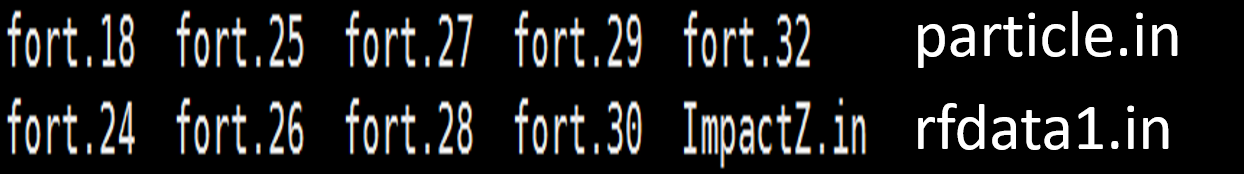 fort.18 fort.25 fort.27 fort.29 fort.32 particle.in
fort.24 fort.26 fort.28 fort.30 ImpactZ.in rfdata1.in